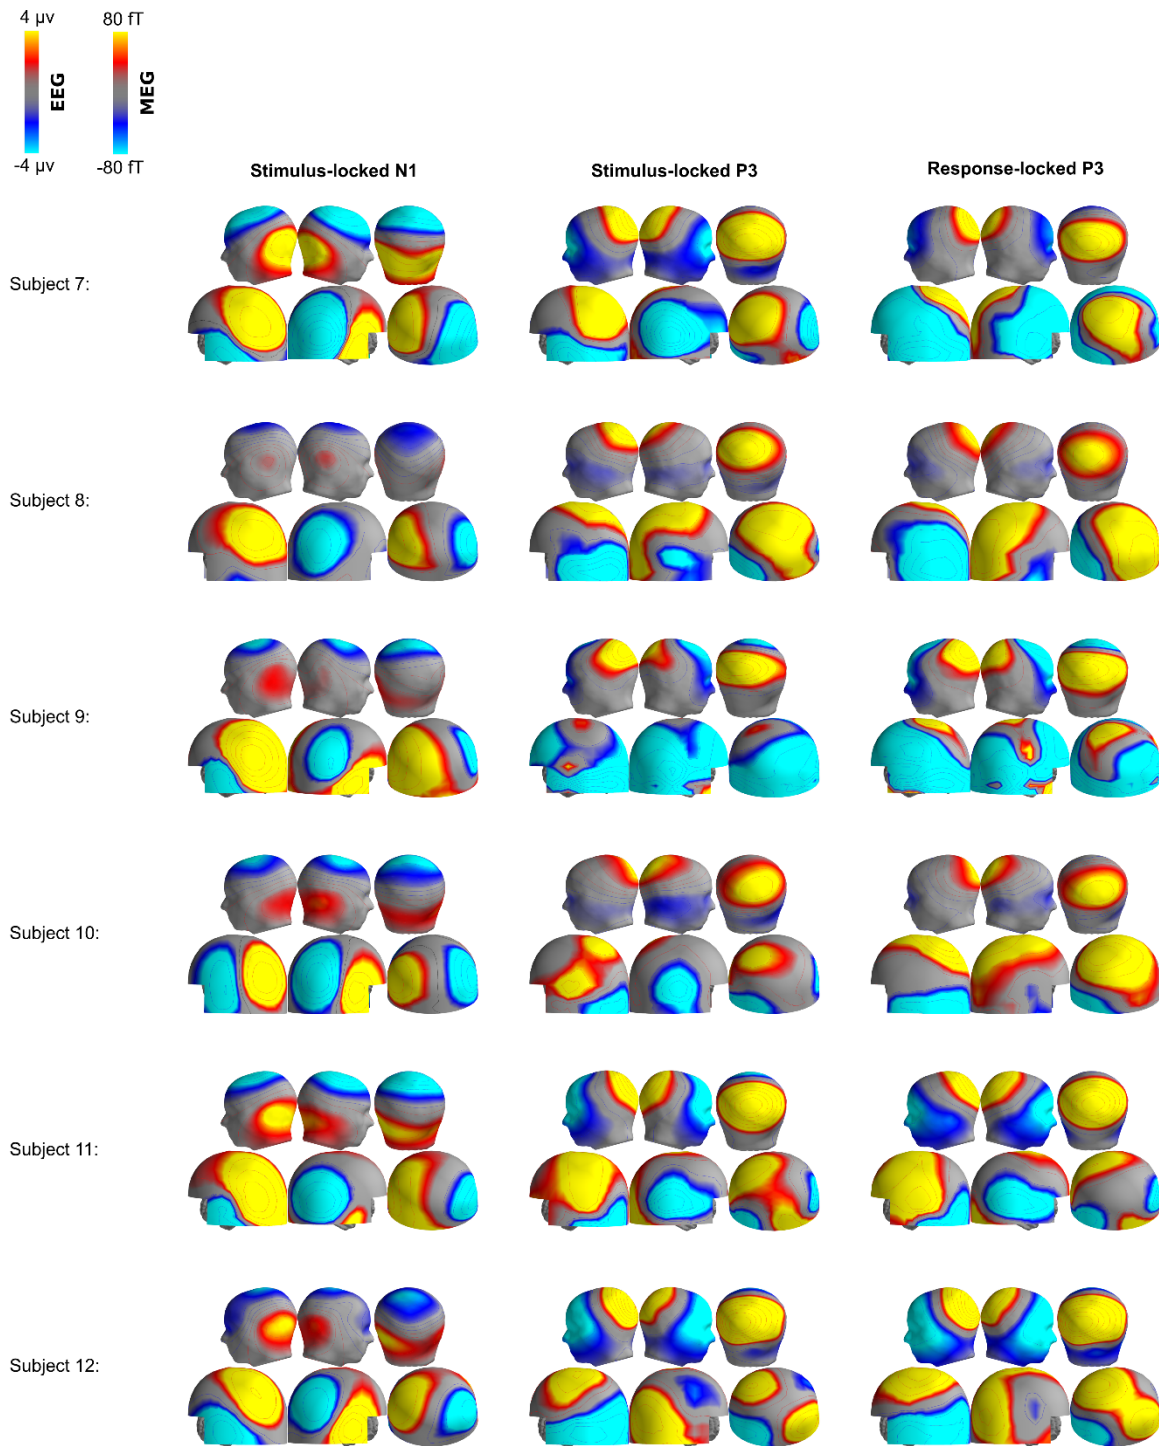 4 µv
80 fT
EEG
MEG
-4 µv
-80 fT
Stimulus-locked N1
Stimulus-locked P3
Response-locked P3
Subject 7:
Subject 8:
Subject 9:
Subject 10:
Subject 11:
Subject 12: